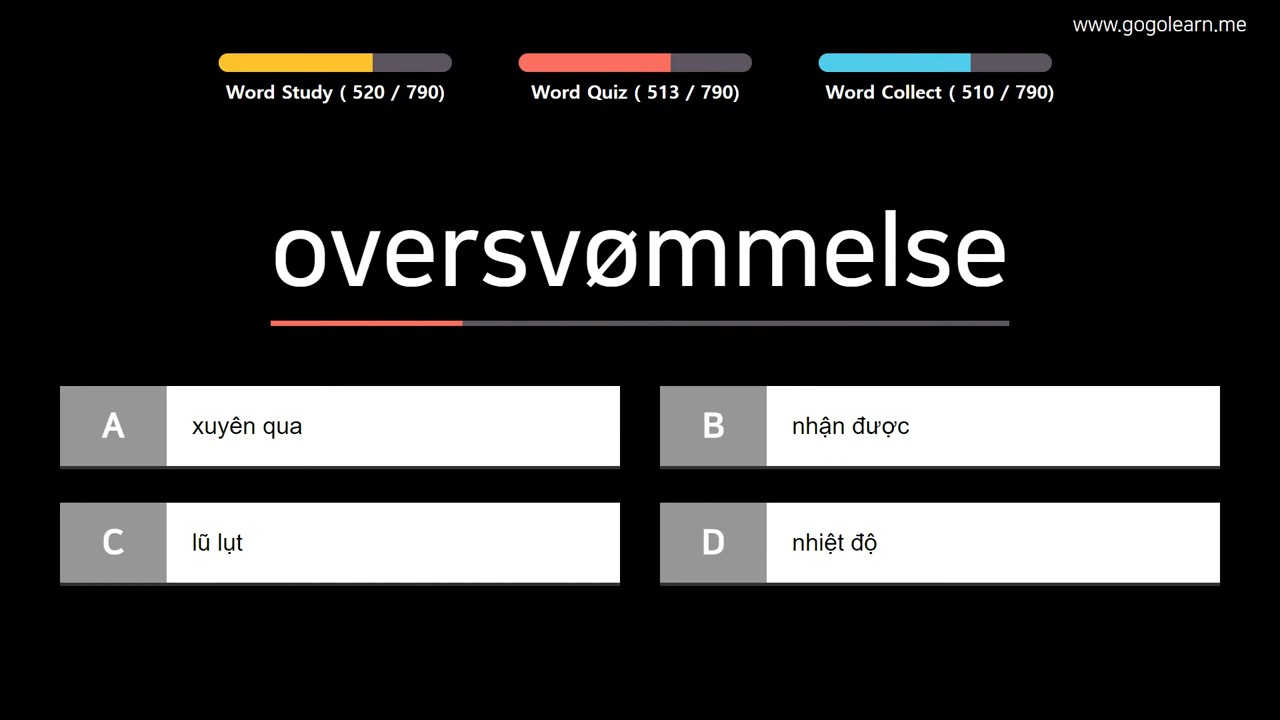 www.gogolearn.me
Word Study ( 520 / 790)
Word Quiz ( 513 / 790)
Word Collect ( 510 / 790)
oversvømmelse
A xuyên qua
B nhận được
C lũ lụt
D nhiệt độ